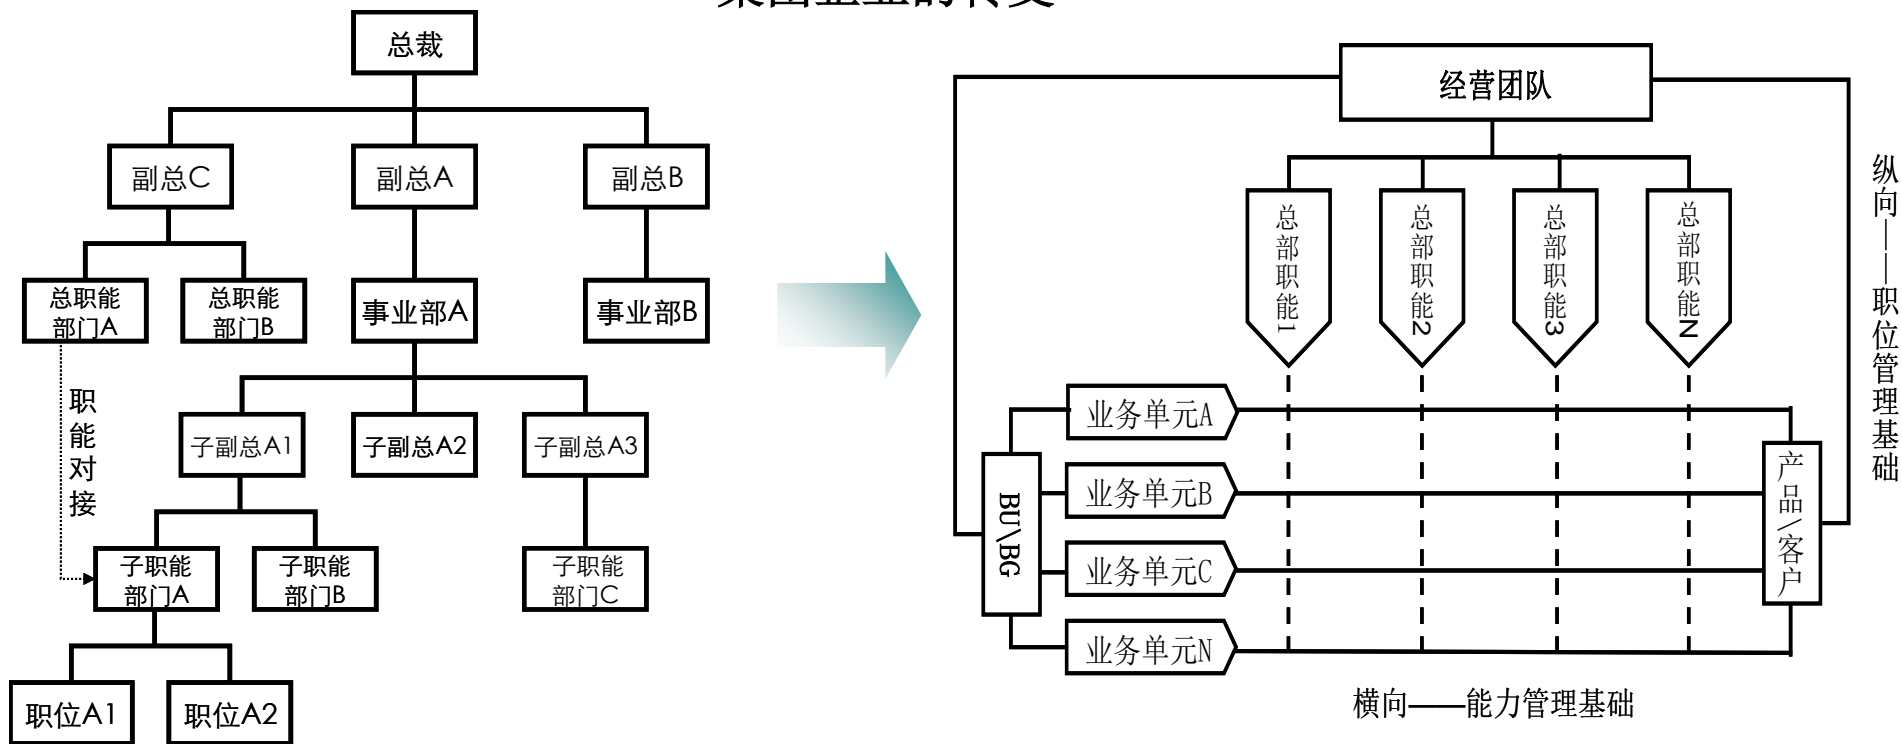 集团企业的转变
总裁
副总C
副总A
副总B
总职能
部门A
总职能
部门B
事业部A
事业部B
职能对接
子副总A1
子副总A2
子副总A3
子职能
部门A
子职能
部门B
子职能
部门C
职位A1
职位A2
经营团队
总部职能1
总部职能2
总部职能3
总部职能N
纵向——职位管理基础
BU\BG
业务单元A
业务单元B
业务单元C
业务单元N
产品/客户
横向——能力管理基础